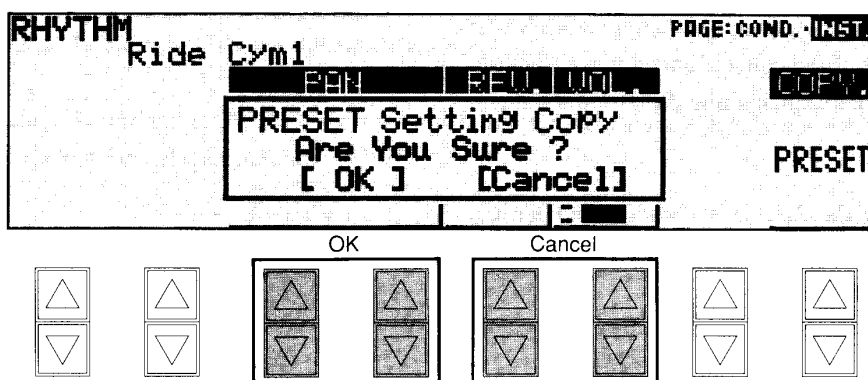 RHYTHM PAGE: COND. · INST.
Ride Cym1
PAN REV. VOL.
COPY.
PRESET Setting Copy
Are You Sure ?
PRESET
[ OK ] [Cancel]
OK Cancel